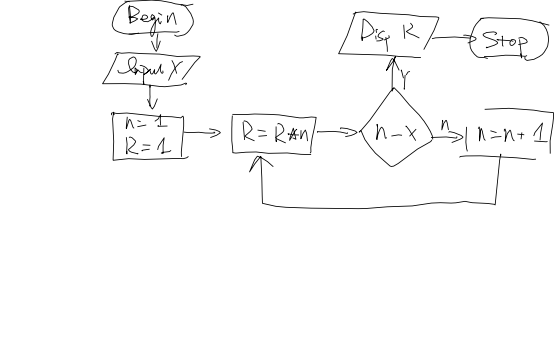 Begin
Input X
n = 1
R = 1
R = R*n
n - x
Y
Disp R
Stop
n
n = n + 1